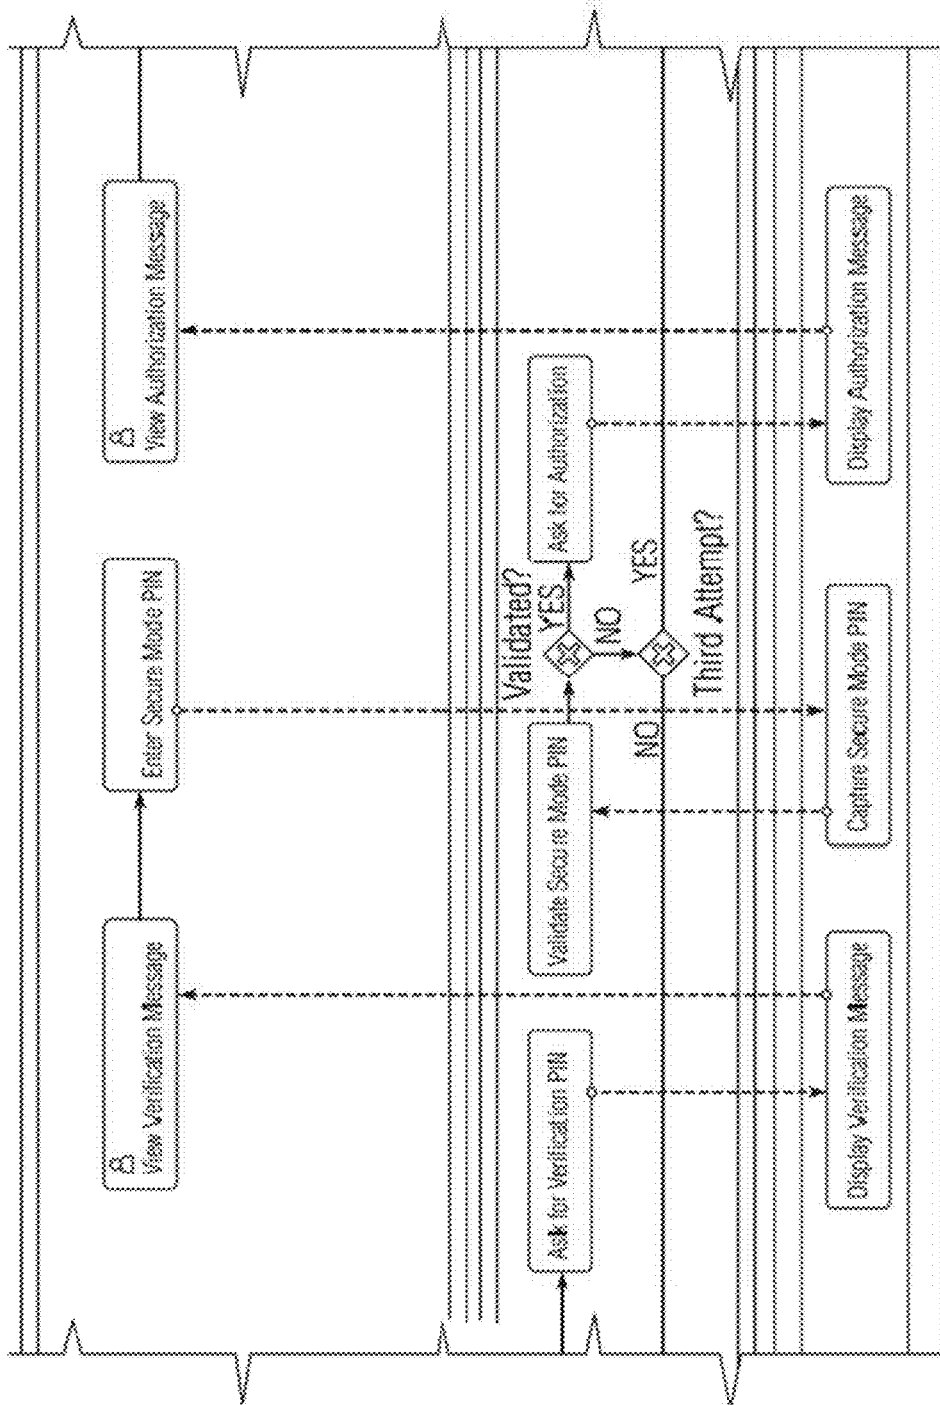 View Verification Message
Enter Secure Mode PIN
View Authorization Message
Ask for Verification PIN
Validate Secure Mode PIN
Validated?
YES
NO
Ask for Authorization
NO
YES
Third Attempt?
Display Verification Message
Capture Secure Mode PIN
Display Authorization Message